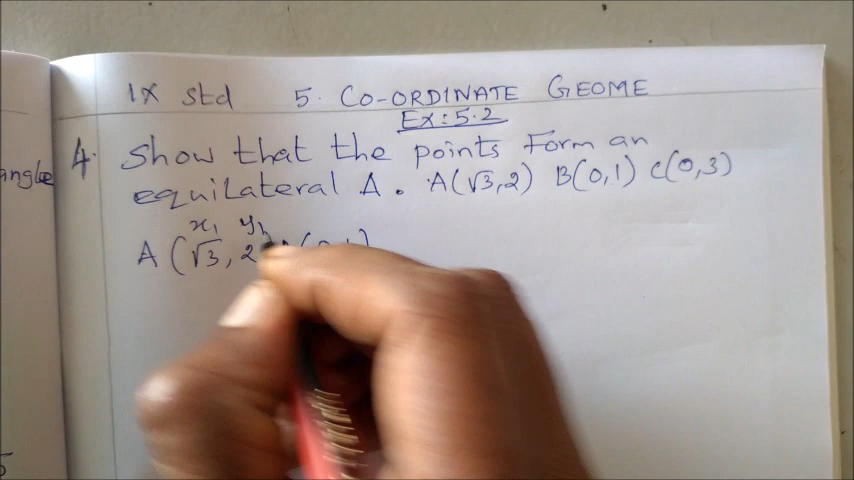 IX Std 5. CO-ORDINATE GEOME
Ex: 5.2
4. Show that the points Form an
angle
equilateral Δ. A(√3,2) B(0,1) C(0,3)
x₁ y₁
A (√3, 2